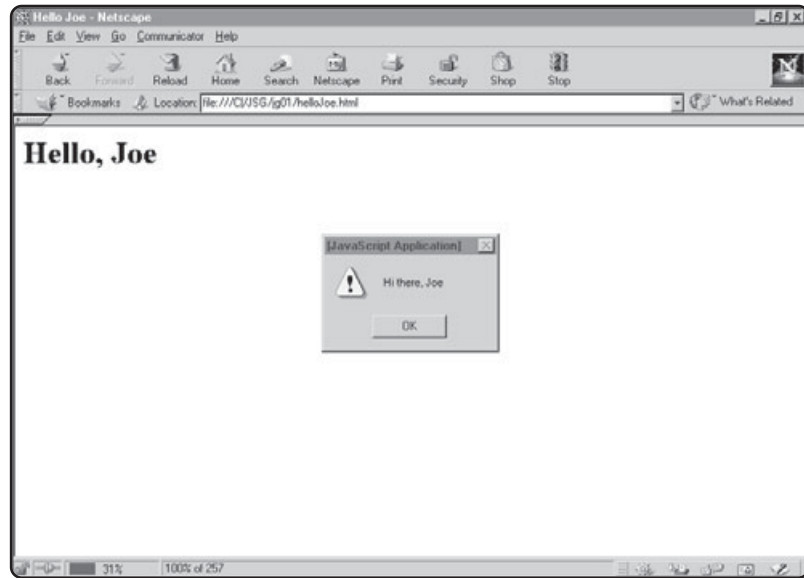 Hello Joe - Netscape
File Edit View Go Communicator Help
Back Forward Reload Home Search Netscape Print Security Shop Stop
N
Bookmarks Location: file:///C|/JSG/jg01/helloJoe.html What's Related
Hello, Joe
[JavaScript Application]
Hi there, Joe
OK
31% 100% of 257